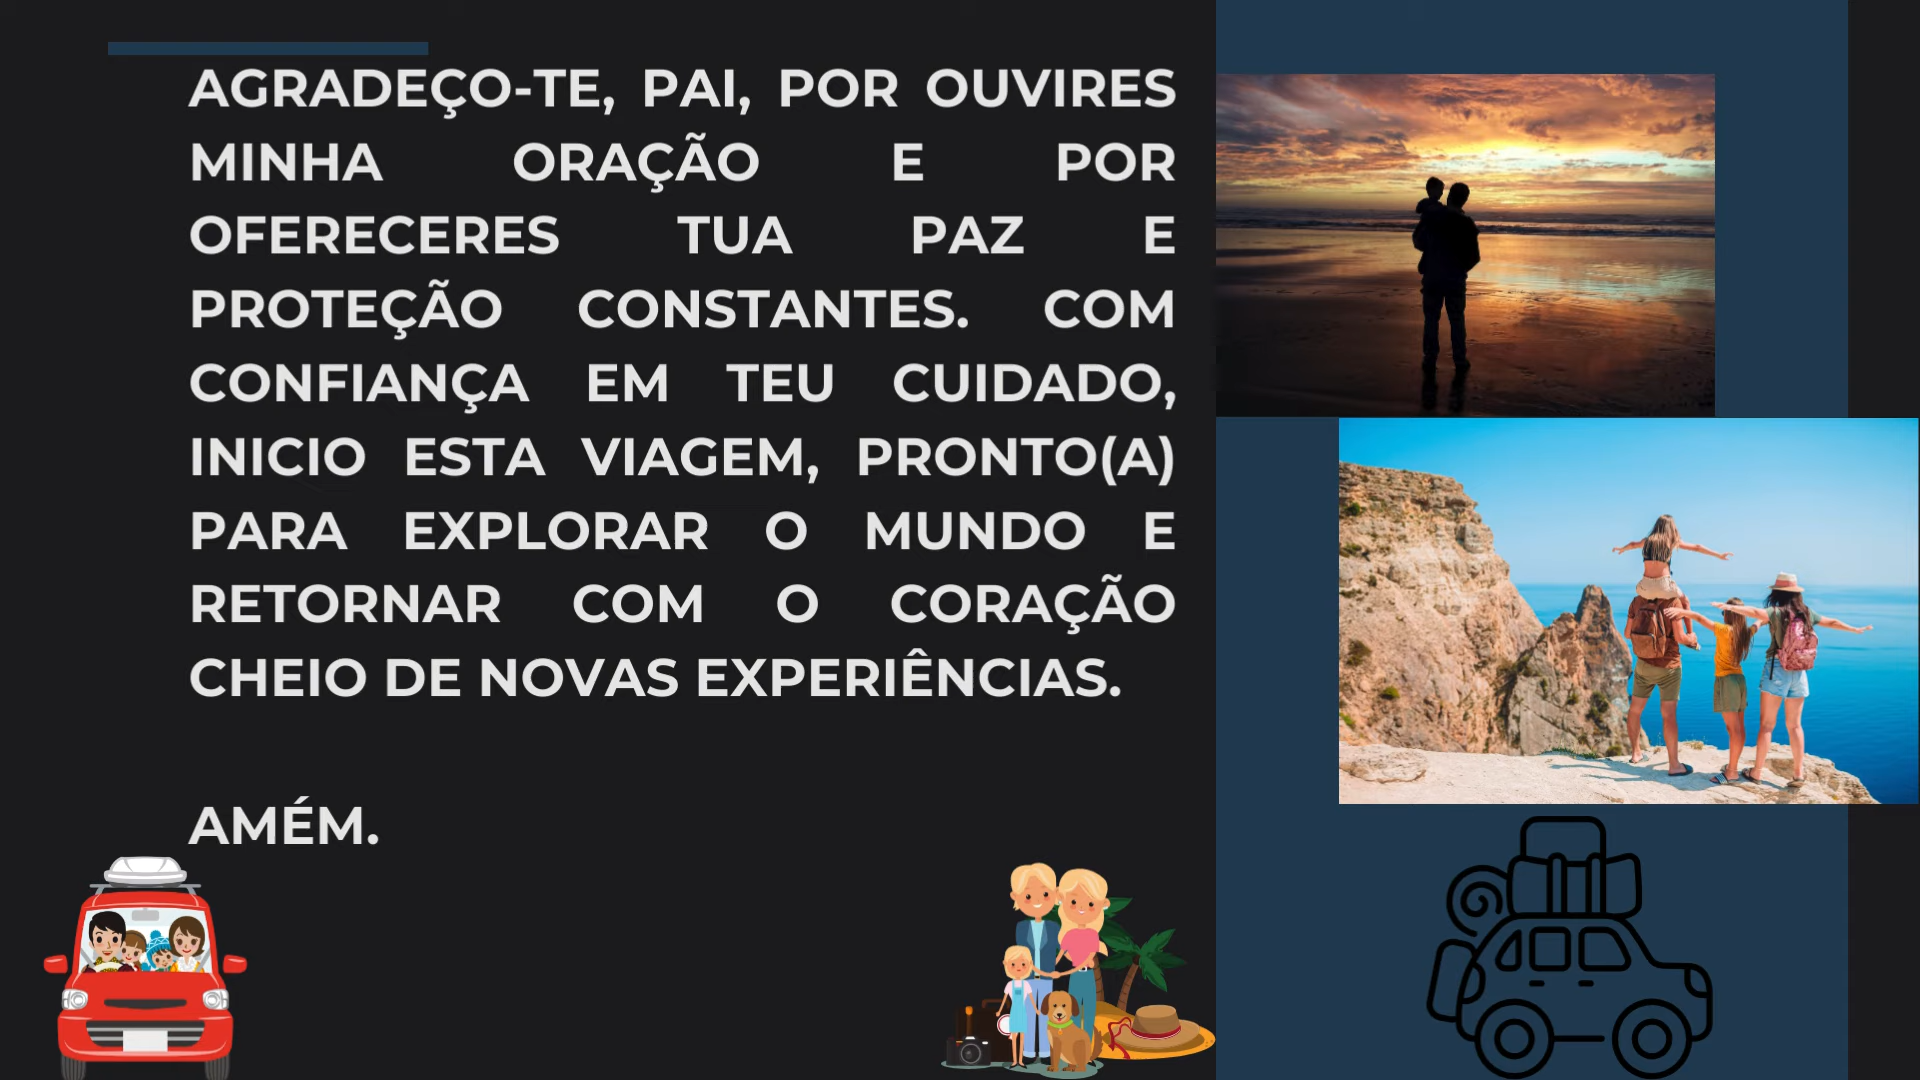 AGRADEÇO-TE, PAI, POR OUVIRES
MINHA ORAÇÃO E POR
OFERECERES TUA PAZ E
PROTEÇÃO CONSTANTES. COM
CONFIANÇA EM TEU CUIDADO,
INICIO ESTA VIAGEM, PRONTO(A)
PARA EXPLORAR O MUNDO E
RETORNAR COM O CORAÇÃO
CHEIO DE NOVAS EXPERIÊNCIAS.
AMÉM.